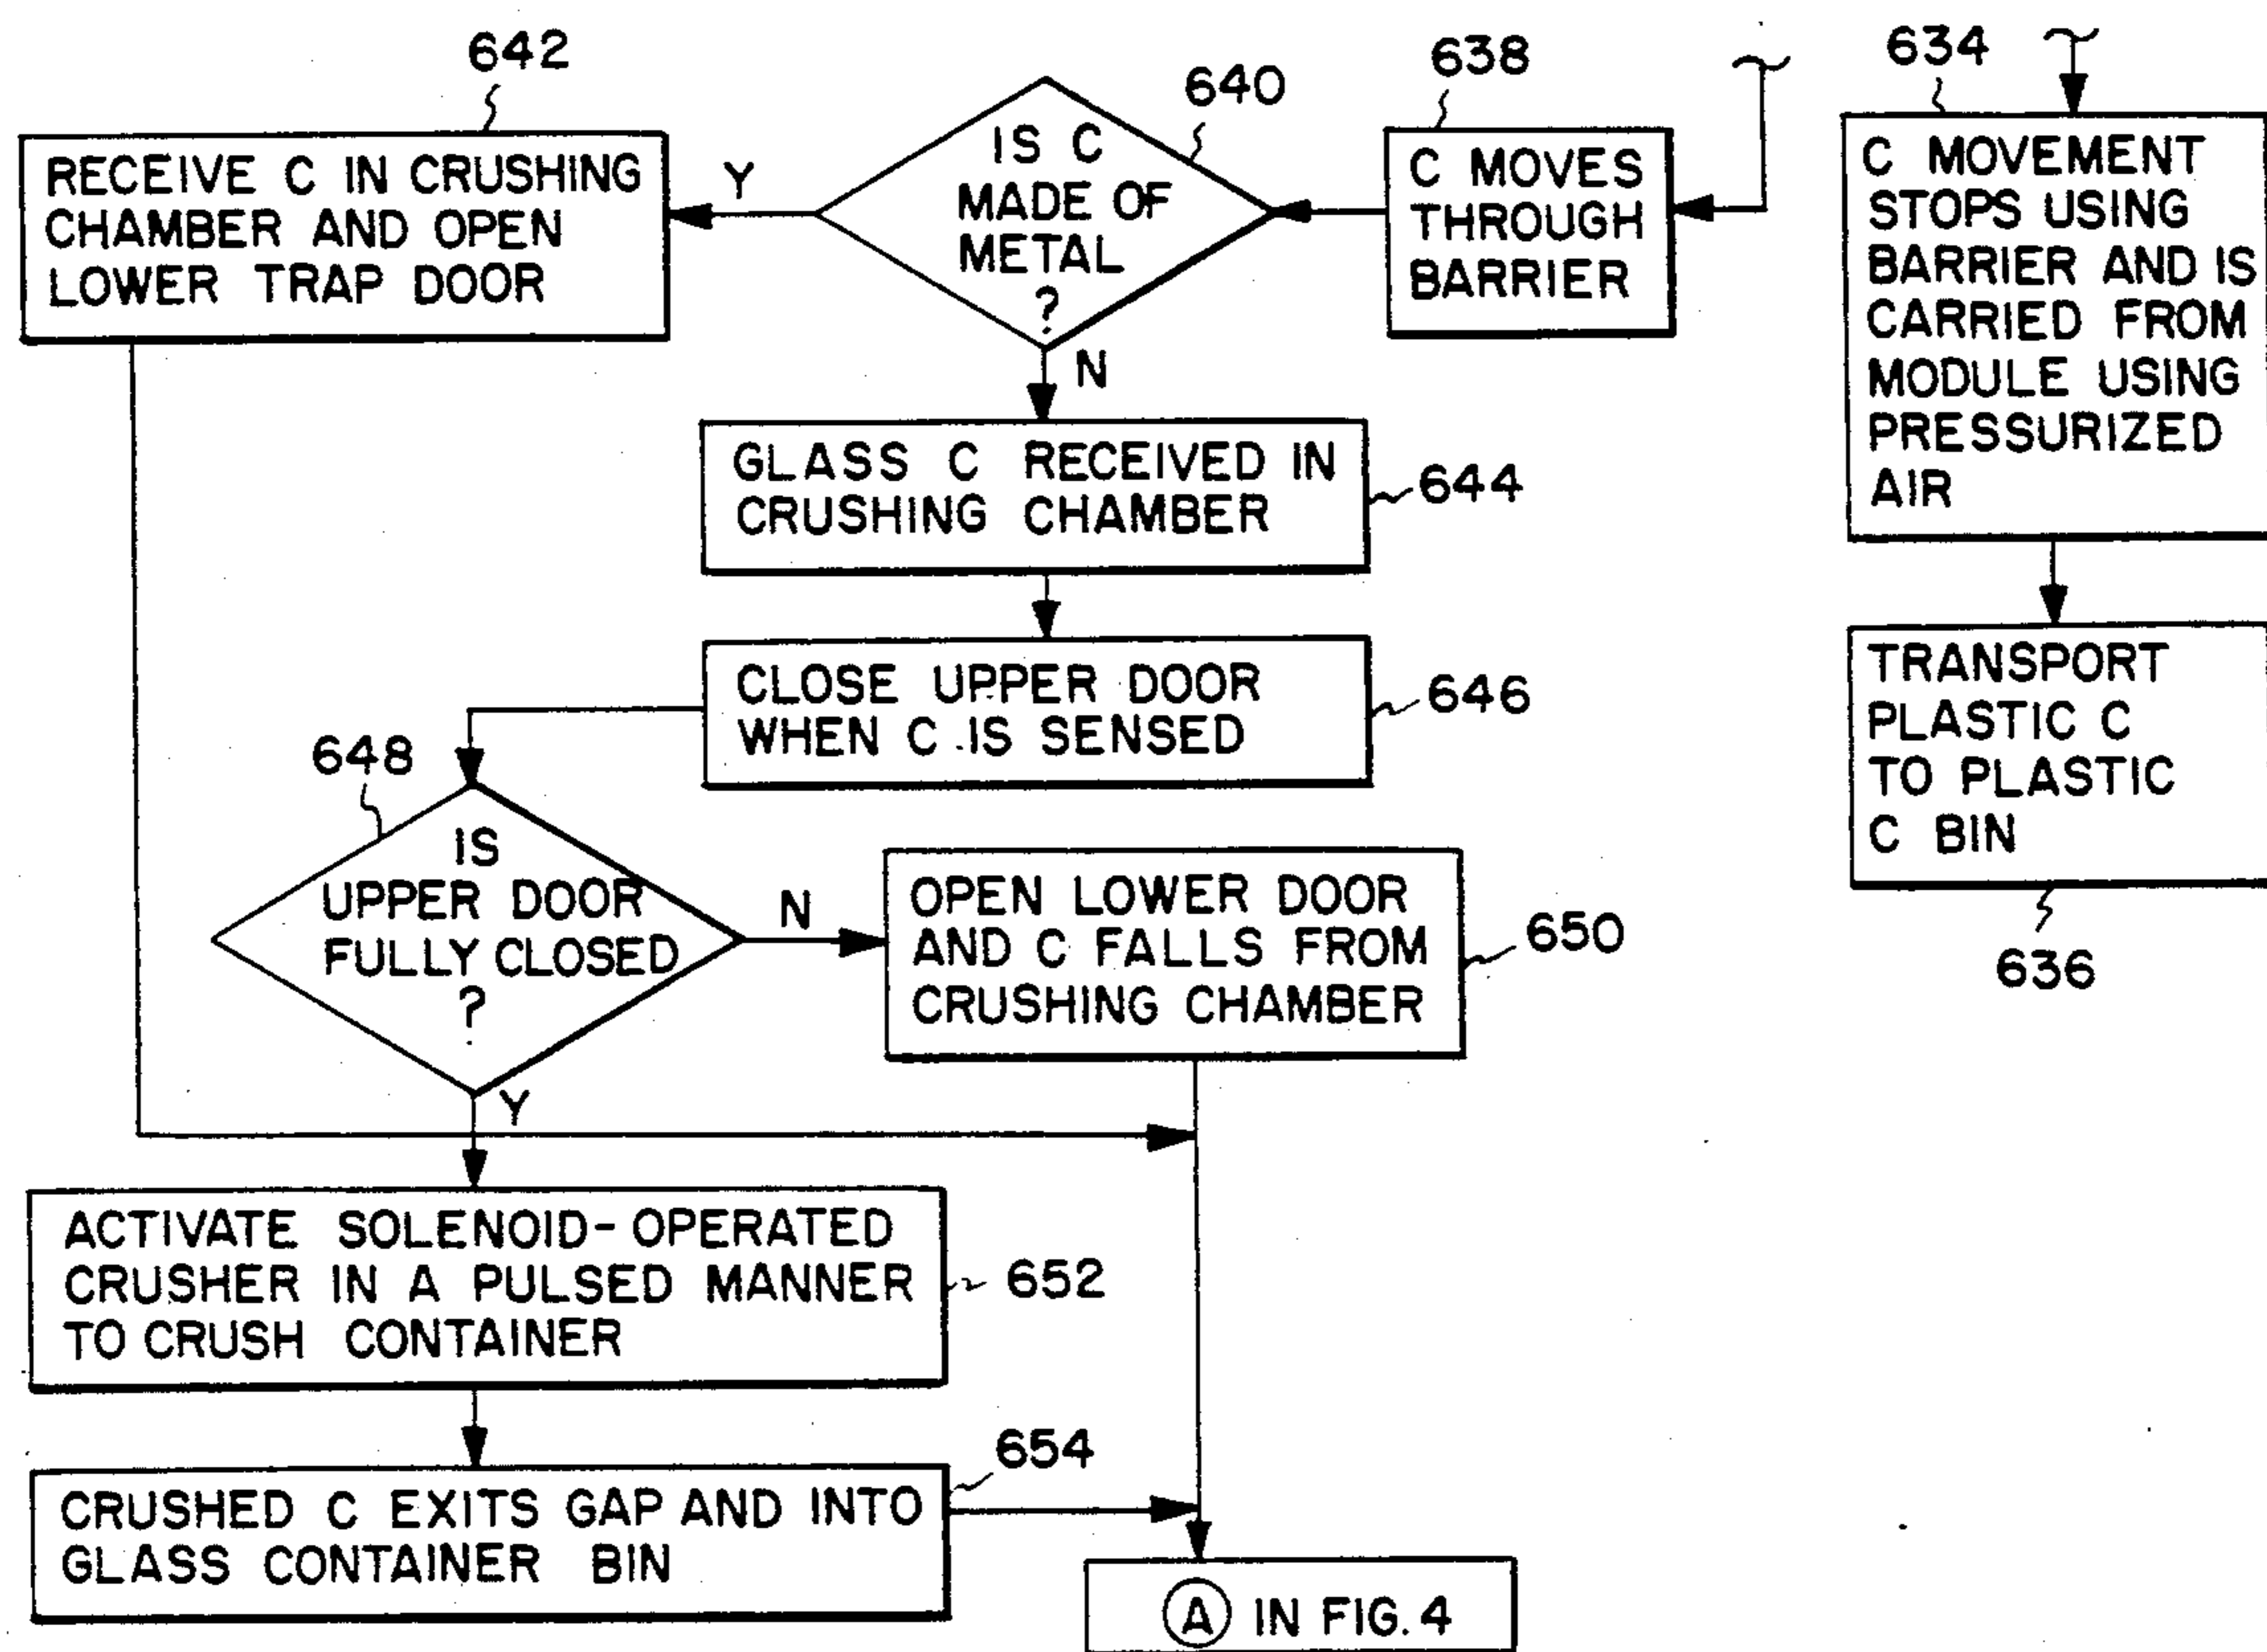 642
RECEIVE C IN CRUSHING
CHAMBER AND OPEN
LOWER TRAP DOOR
Y
640
IS C
MADE OF
METAL
?
N
638
C MOVES
THROUGH
BARRIER
634
C MOVEMENT
STOPS USING
BARRIER AND IS
CARRIED FROM
MODULE USING
PRESSURIZED
AIR
GLASS C RECEIVED IN
CRUSHING CHAMBER
644
CLOSE UPPER DOOR
WHEN C IS SENSED
646
TRANSPORT
PLASTIC C
TO PLASTIC
C BIN
636
648
IS
UPPER DOOR
FULLY CLOSED
?
N
Y
OPEN LOWER DOOR
AND C FALLS FROM
CRUSHING CHAMBER
650
ACTIVATE SOLENOID-OPERATED
CRUSHER IN A PULSED MANNER
TO CRUSH CONTAINER
652
654
CRUSHED C EXITS GAP AND INTO
GLASS CONTAINER BIN
A IN FIG. 4